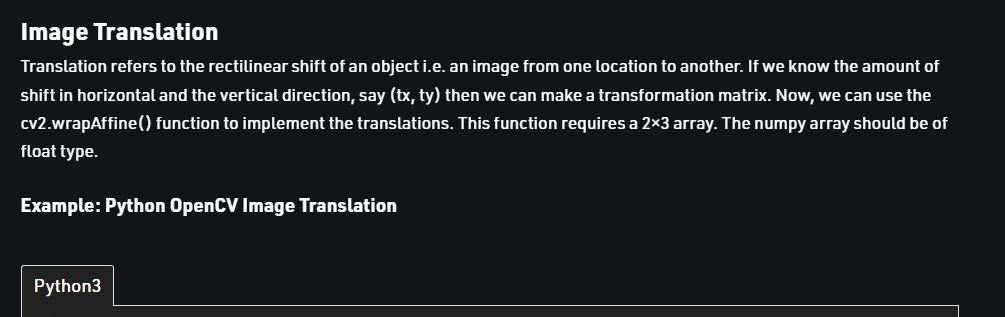 Image Translation
Translation refers to the rectilinear shift of an object i.e. an image from one location to another. If we know the amount of
shift in horizontal and the vertical direction, say (tx, ty) then we can make a transformation matrix. Now, we can use the
cv2.wrapAffine() function to implement the translations. This function requires a 2×3 array. The numpy array should be of
float type.
Example: Python OpenCV Image Translation
Python3